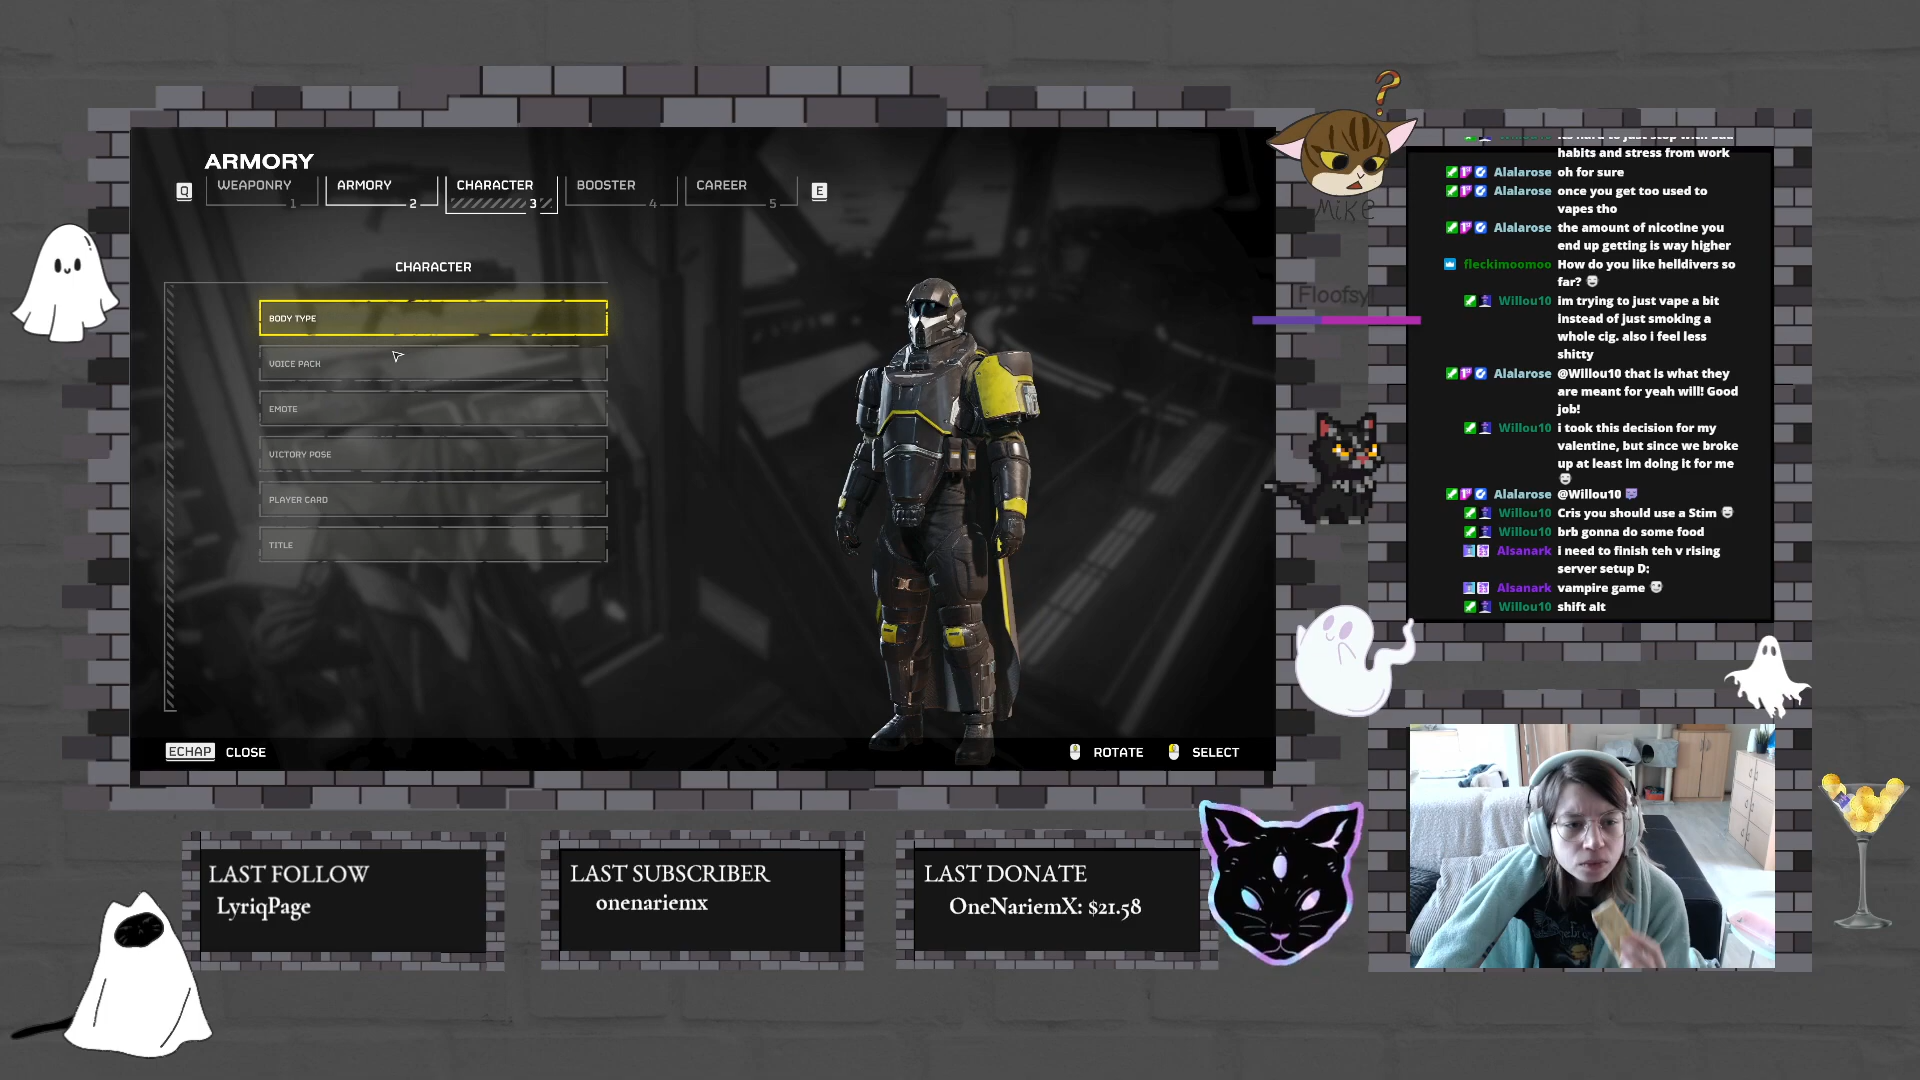 ARMORY
Q
WEAPONRY 1
ARMORY 2
CHARACTER 3
BOOSTER 4
CAREER 5
E
CHARACTER
BODY TYPE
VOICE PACK
EMOTE
VICTORY POSE
PLAYER CARD
TITLE
ECHAP CLOSE
ROTATE
SELECT
?
MiKE
Floofsy
habits and stress from work
Alalarose oh for sure
Alalarose once you get too used to
vapes tho
Alalarose the amount of nicotine you
end up getting is way higher
fleckimoomoo How do you like helldivers so
far?
Willou10 im trying to just vape a bit
instead of just smoking a
whole cig. also i feel less
shitty
Alalarose @Willou10 that is what they
are meant for yeah will! Good
job!
Willou10 i took this decision for my
valentine, but since we broke
up at least im doing it for me
Alalarose @Willou10
Willou10 Cris you should use a Stim
Willou10 brb gonna do some food
Alsanark i need to finish teh v rising
server setup D:
Alsanark vampire game
Willou10 shift alt
LAST FOLLOW
LyriqPage
LAST SUBSCRIBER
onenariemx
LAST DONATE
OneNariemX: $21.58